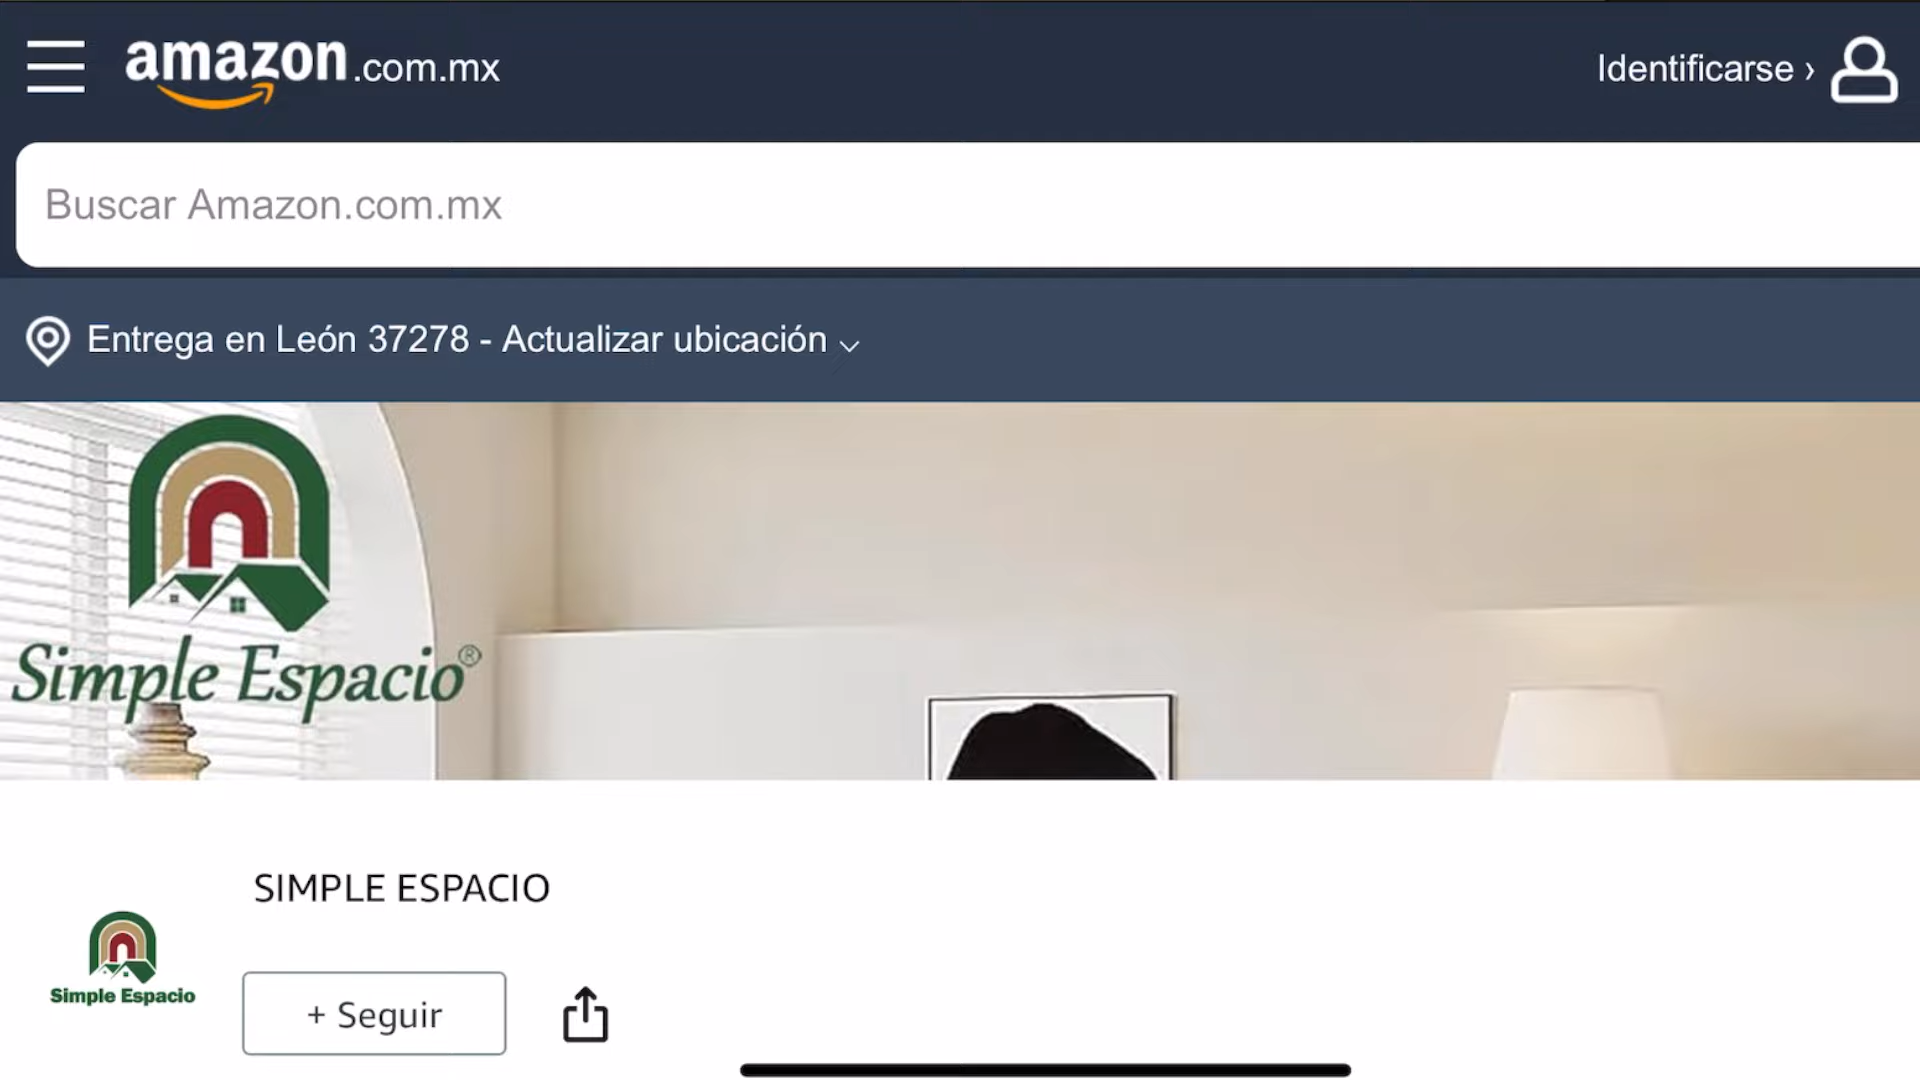 amazon.com.mx
Identificarse ›
Buscar Amazon.com.mx
Entrega en León 37278 - Actualizar ubicación
Simple Espacio®
SIMPLE ESPACIO
Simple Espacio
+ Seguir